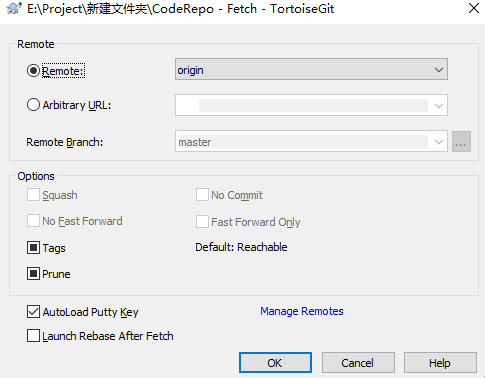 E:\Project\新建文件夹\CodeRepo - Fetch - TortoiseGit
Remote
Remote: origin
Arbitrary URL:
Remote Branch: master ...
Options
Squash No Commit
No Fast Forward Fast Forward Only
Tags Default: Reachable
Prune
AutoLoad Putty Key Manage Remotes
Launch Rebase After Fetch
OK Cancel Help